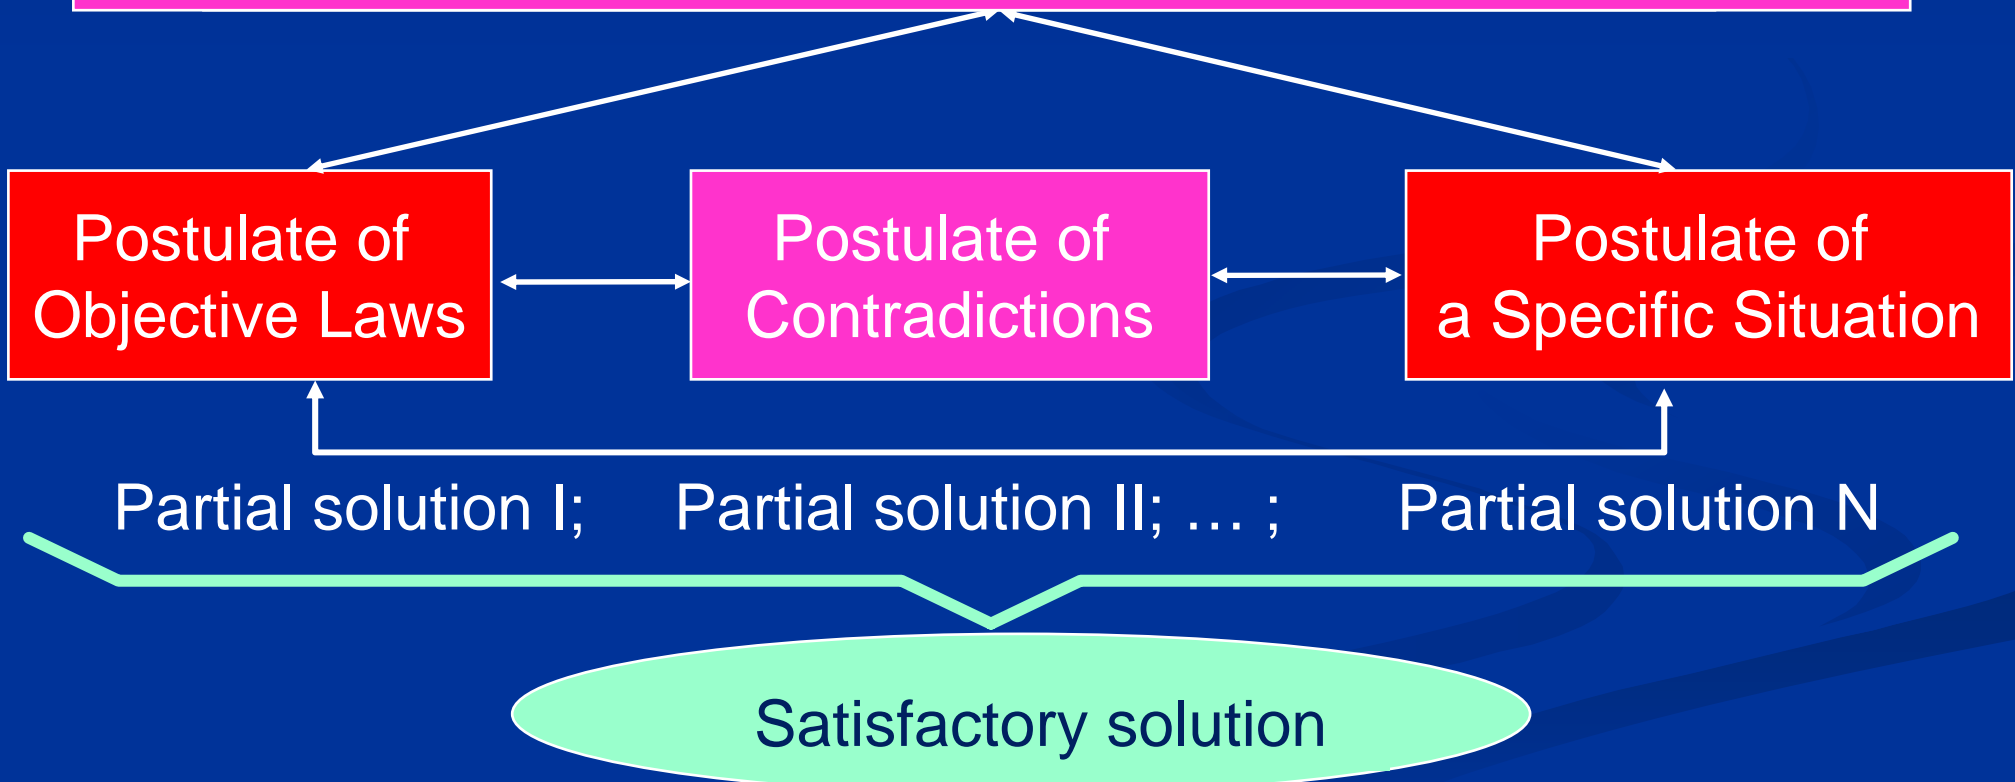 Postulate of
Objective Laws
Postulate of
Contradictions
Postulate of
a Specific Situation
Partial solution I; Partial solution II; … ; Partial solution N
Satisfactory solution